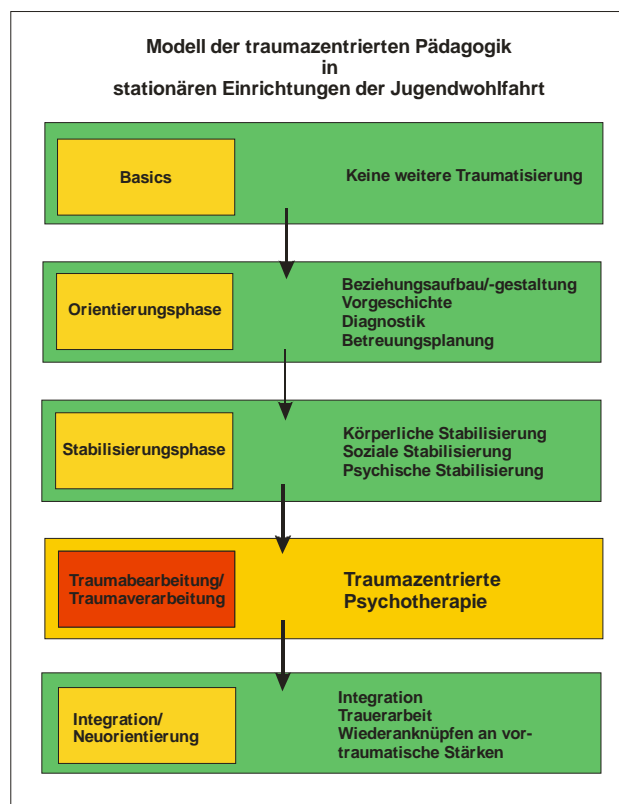 Modell der traumazentrierten Pädagogik
in
stationären Einrichtungen der Jugendwohlfahrt
Basics
Keine weitere Traumatisierung
Orientierungsphase
Beziehungsaufbau/-gestaltung
Vorgeschichte
Diagnostik
Betreuungsplanung
Stabilisierungsphase
Körperliche Stabilisierung
Soziale Stabilisierung
Psychische Stabilisierung
Traumabearbeitung/
Traumaverarbeitung
Traumazentrierte
Psychotherapie
Integration/
Neuorientierung
Integration
Trauerarbeit
Wiederanknüpfen an vor-
traumatische Stärken